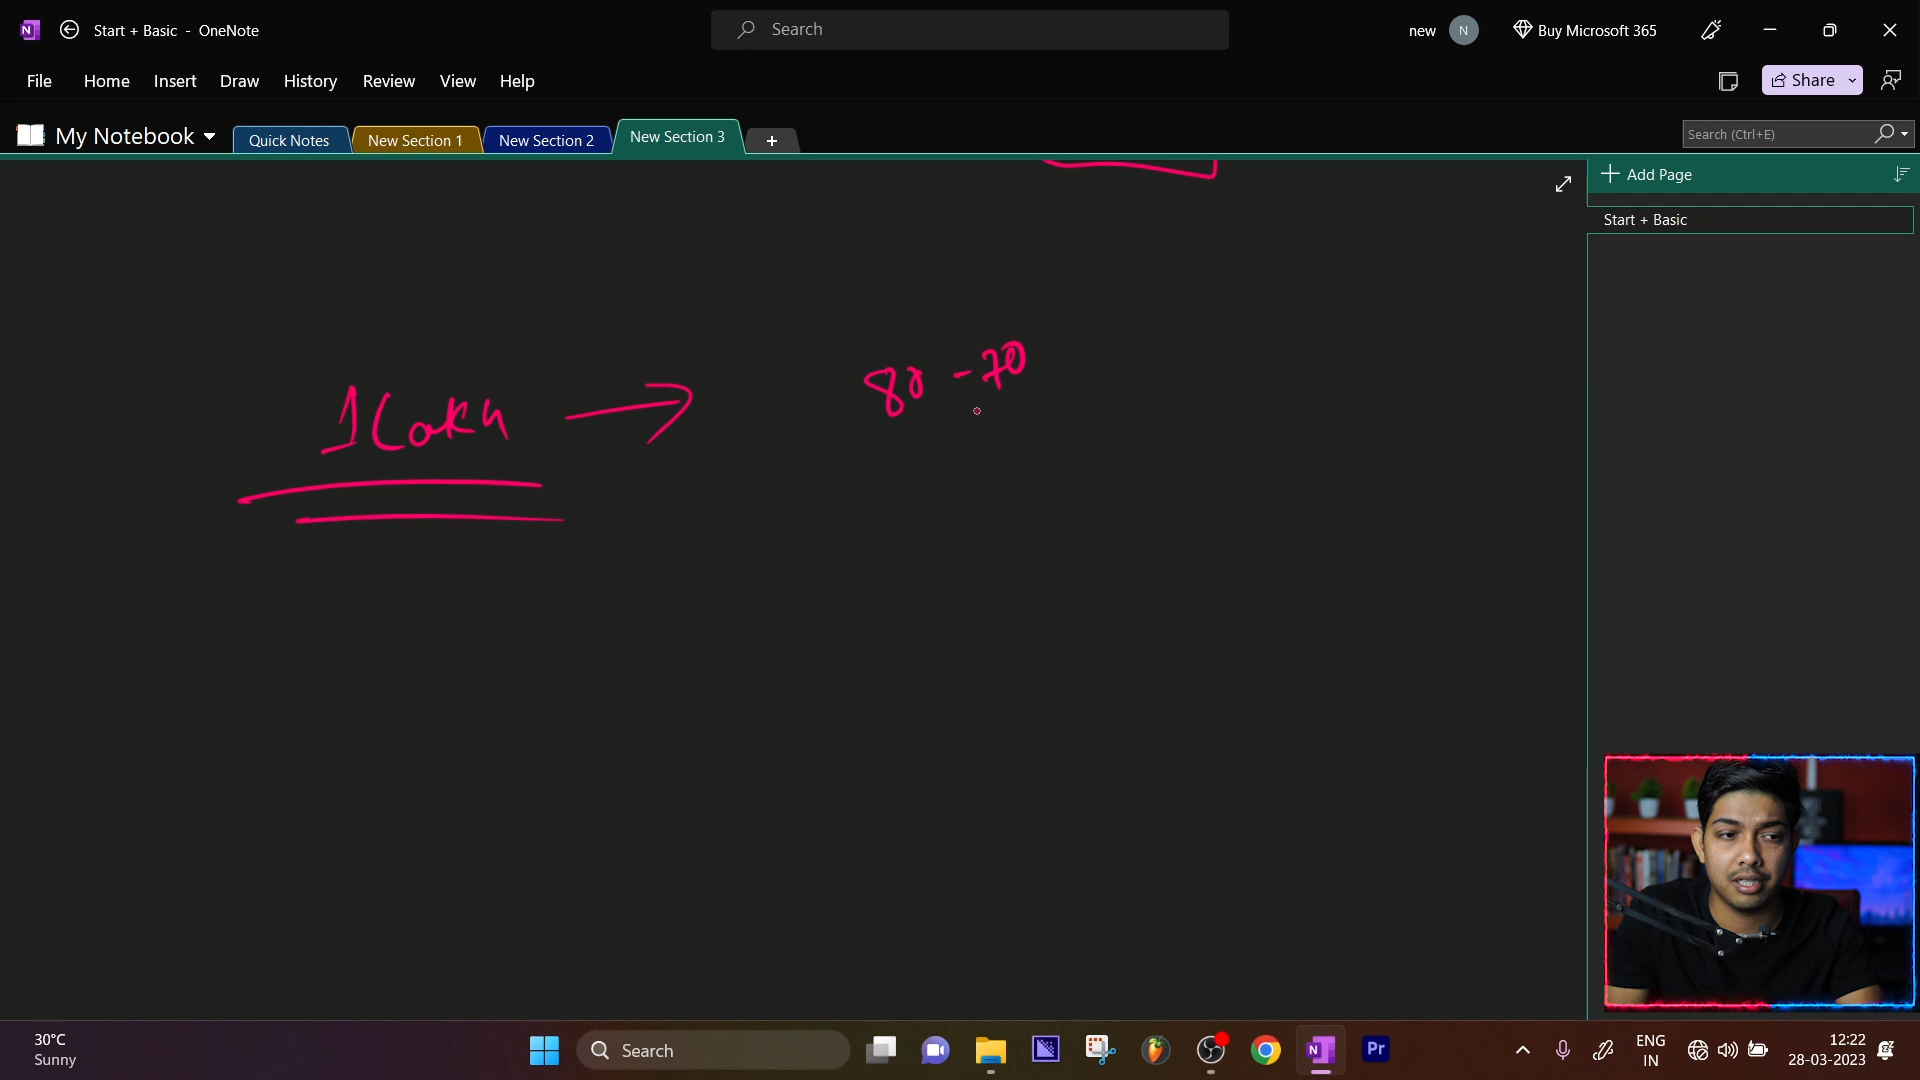 Start + Basic - OneNote
Search
new
N
Buy Microsoft 365
File Home Insert Draw History Review View Help
Share
My Notebook
Quick Notes
New Section 1
New Section 2
New Section 3
+
Search (Ctrl+E)
Add Page
Start + Basic
80 - 70
1 Lakh
30°C
Sunny
Search
Pr
ENG
IN
12:22
28-03-2023